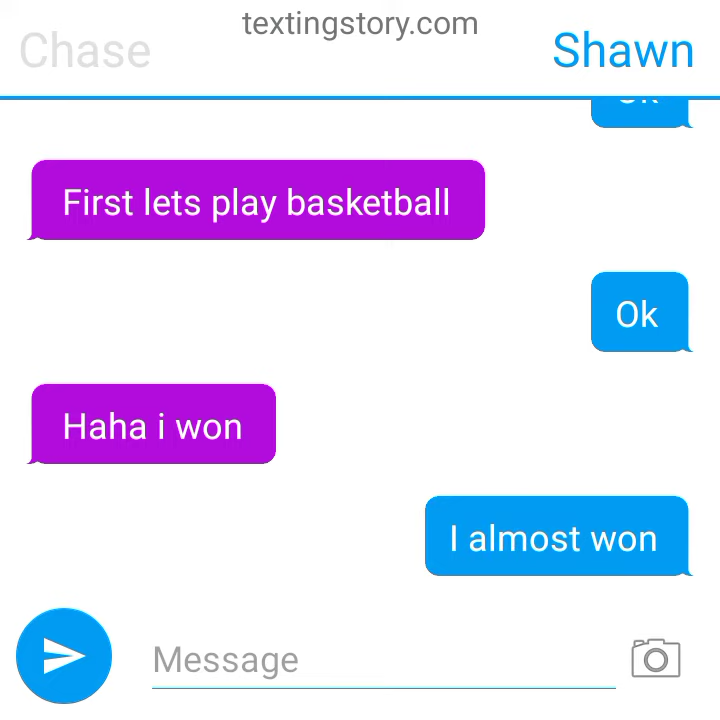 textingstory.com
Chase
Shawn
First lets play basketball
Ok
Haha i won
I almost won
Message